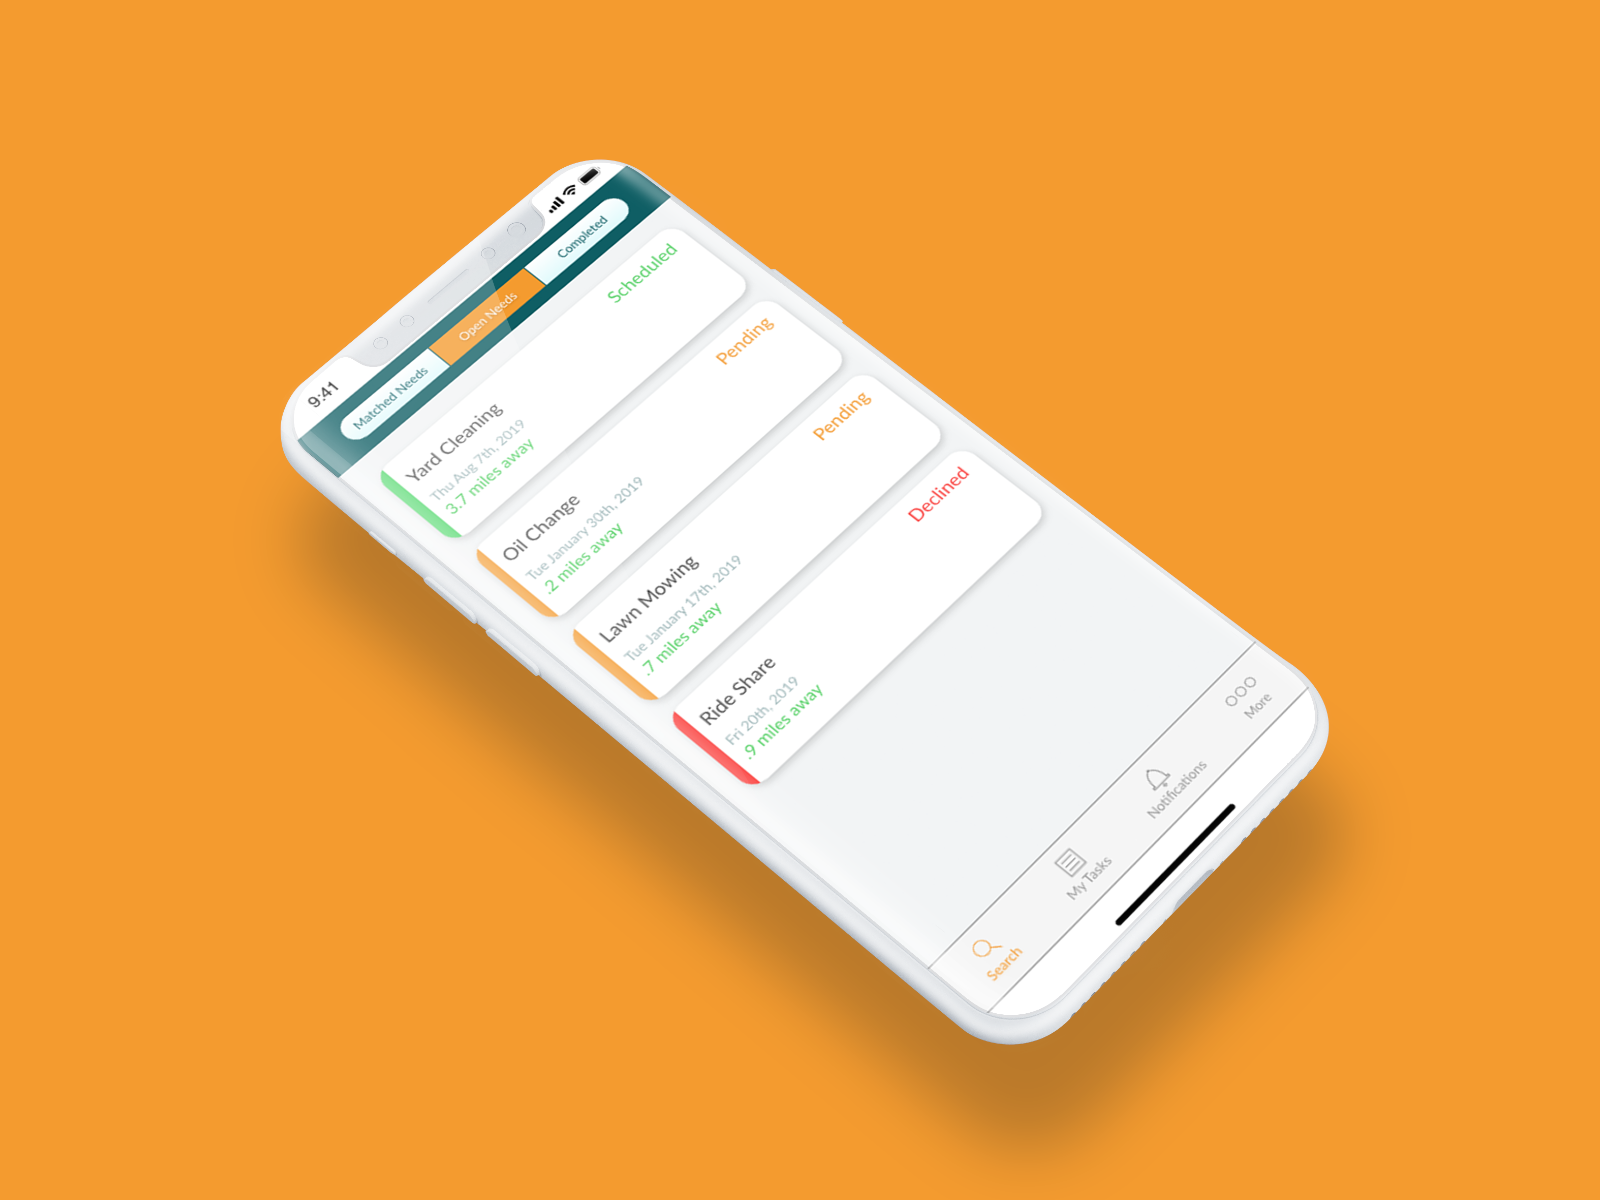 9:41
Matched Needs
Open Needs
Completed
Yard Cleaning
Scheduled
Thu Aug 7th, 2019
3.7 miles away
Oil Change
Pending
Tue January 30th, 2019
.2 miles away
Lawn Mowing
Pending
Tue January 17th, 2019
.7 miles away
Ride Share
Declined
Fri 20th, 2019
.9 miles away
Search
My Tasks
Notifications
More